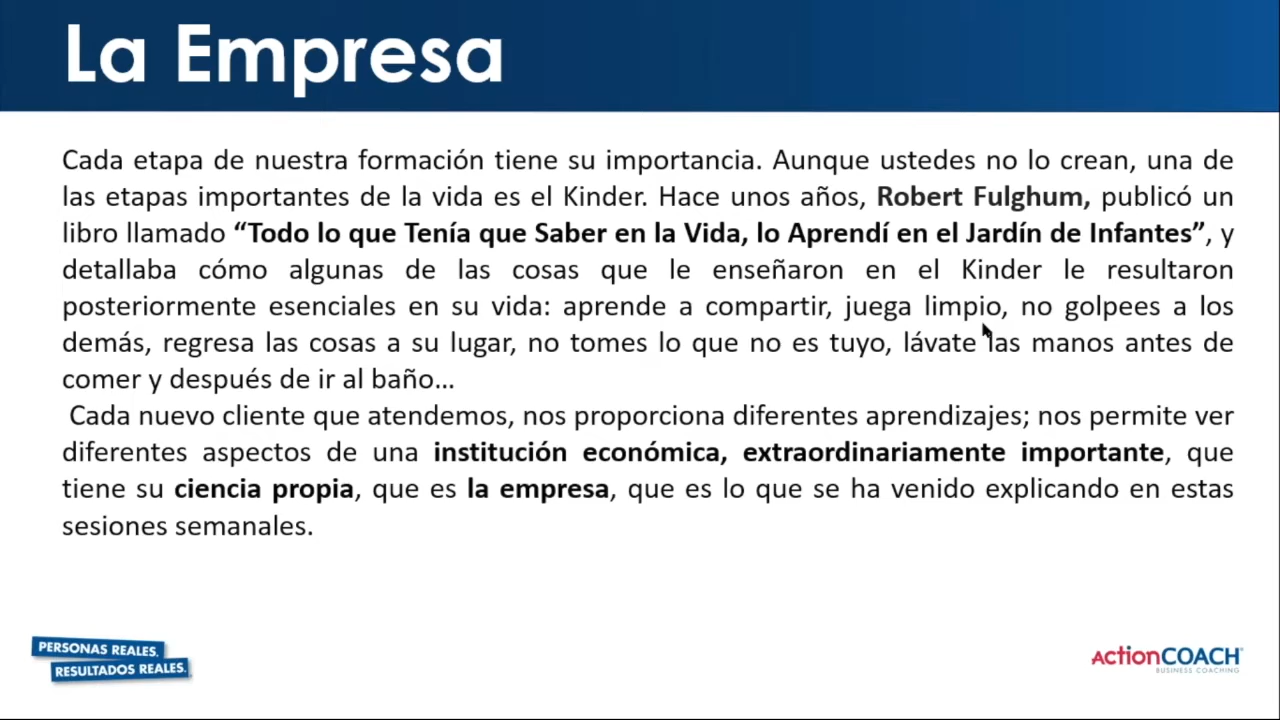 La Empresa
Cada etapa de nuestra formación tiene su importancia. Aunque ustedes no lo crean, una de
las etapas importantes de la vida es el Kinder. Hace unos años, Robert Fulghum, publicó un
libro llamado “Todo lo que Tenía que Saber en la Vida, lo Aprendí en el Jardín de Infantes”, y
detallaba cómo algunas de las cosas que le enseñaron en el Kinder le resultaron
posteriormente esenciales en su vida: aprende a compartir, juega limpio, no golpees a los
demás, regresa las cosas a su lugar, no tomes lo que no es tuyo, lávate las manos antes de
comer y después de ir al baño…
Cada nuevo cliente que atendemos, nos proporciona diferentes aprendizajes; nos permite ver
diferentes aspectos de una institución económica, extraordinariamente importante, que
tiene su ciencia propia, que es la empresa, que es lo que se ha venido explicando en estas
sesiones semanales.
PERSONAS REALES.
RESULTADOS REALES.
ActionCOACH
BUSINESS COACHING